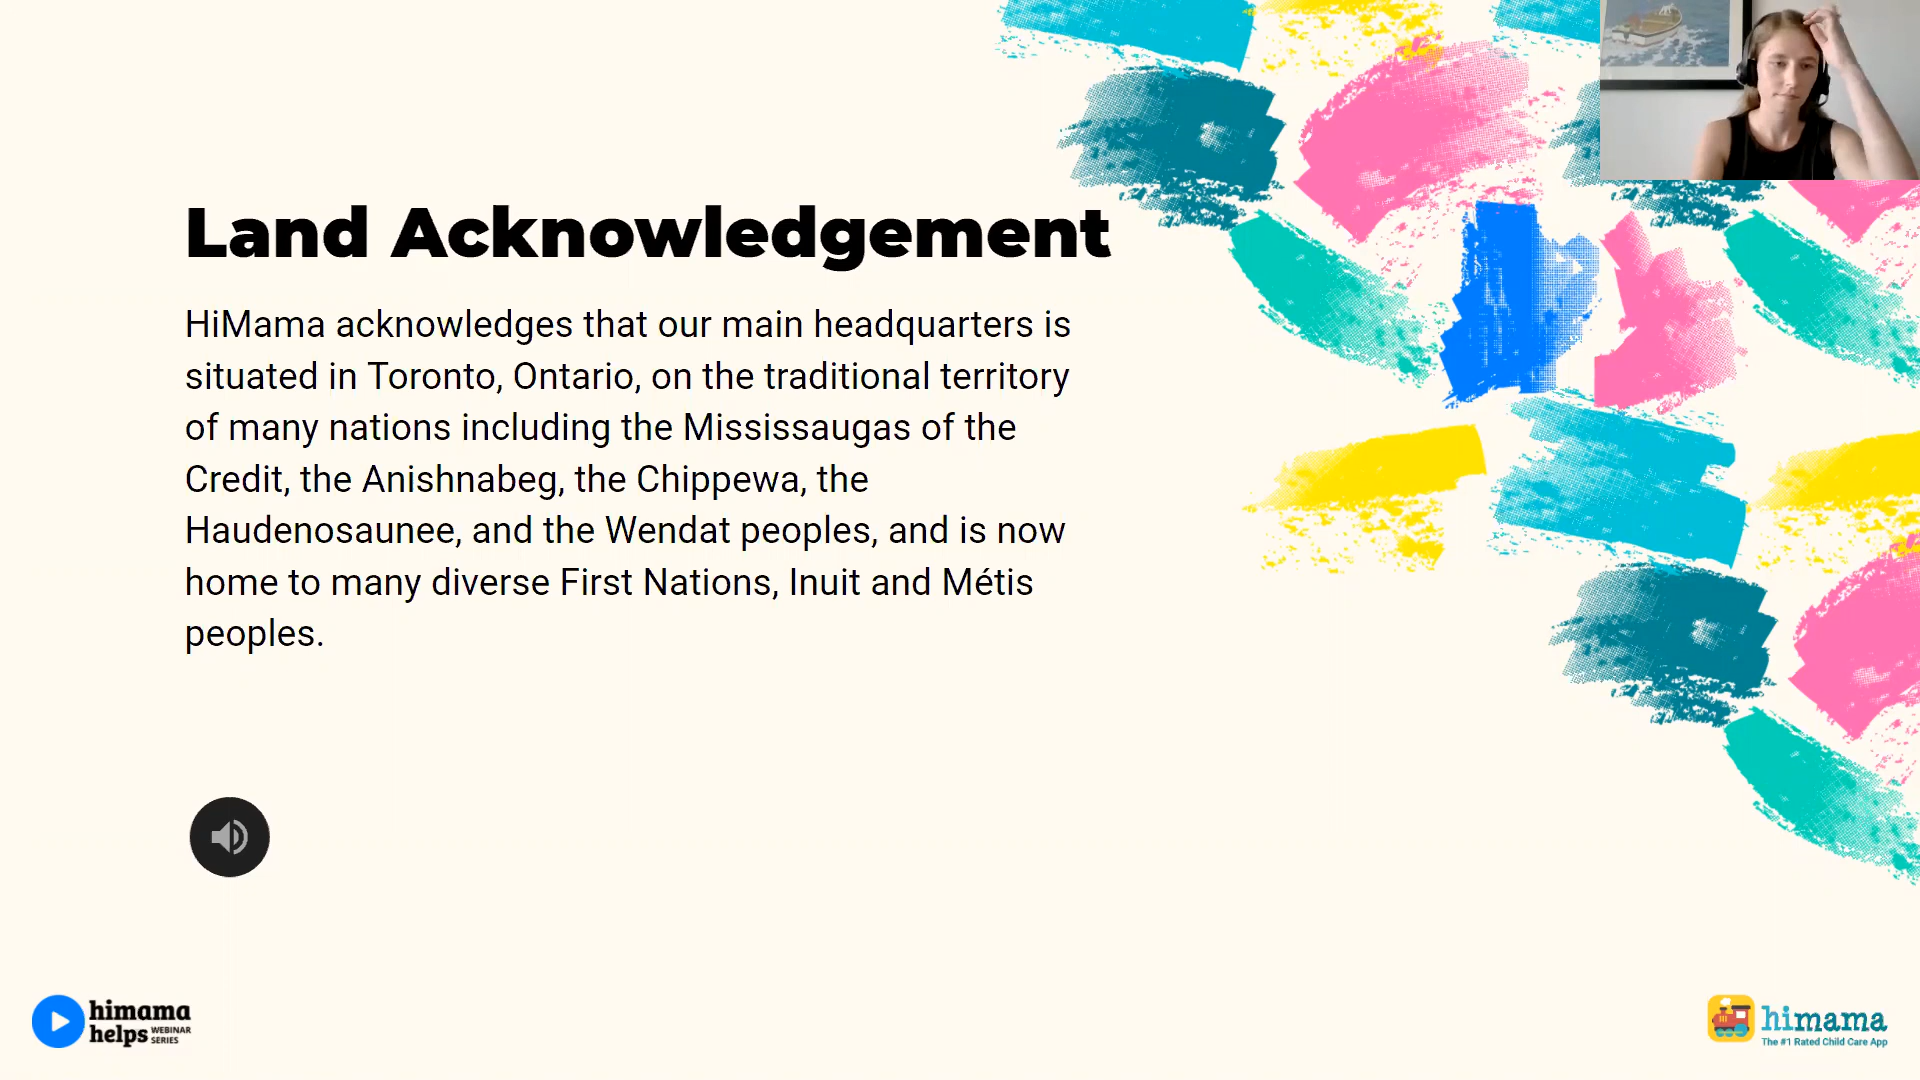 Land Acknowledgement
HiMama acknowledges that our main headquarters is
situated in Toronto, Ontario, on the traditional territory
of many nations including the Mississaugas of the
Credit, the Anishnabeg, the Chippewa, the
Haudenosaunee, and the Wendat peoples, and is now
home to many diverse First Nations, Inuit and Métis
peoples.
himama
helps WEBINAR SERIES
himama
The #1 Rated Child Care App